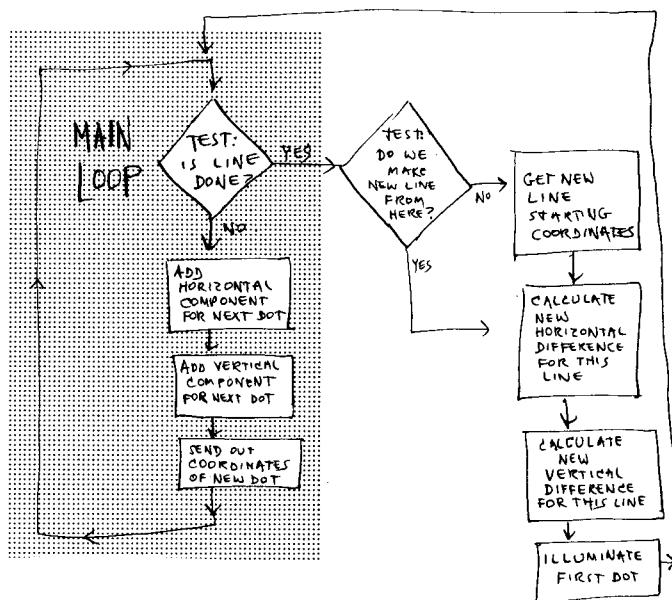 MAIN
LOOP
TEST:
IS LINE
DONE?
YES
NO
ADD
HORIZONTAL
COMPONENT
FOR NEXT DOT
ADD VERTICAL
COMPONENT
FOR NEXT DOT
SEND OUT
COORDINATES
OF NEW DOT
TEST:
DO WE
MAKE
NEW LINE
FROM
HERE?
NO
YES
GET NEW
LINE
STARTING
COORDINATES
CALCULATE
NEW
HORIZONTAL
DIFFERENCE
FOR THIS
LINE
CALCULATE
NEW
VERTICAL
DIFFERENCE
FOR THIS LINE
ILLUMINATE
FIRST DOT